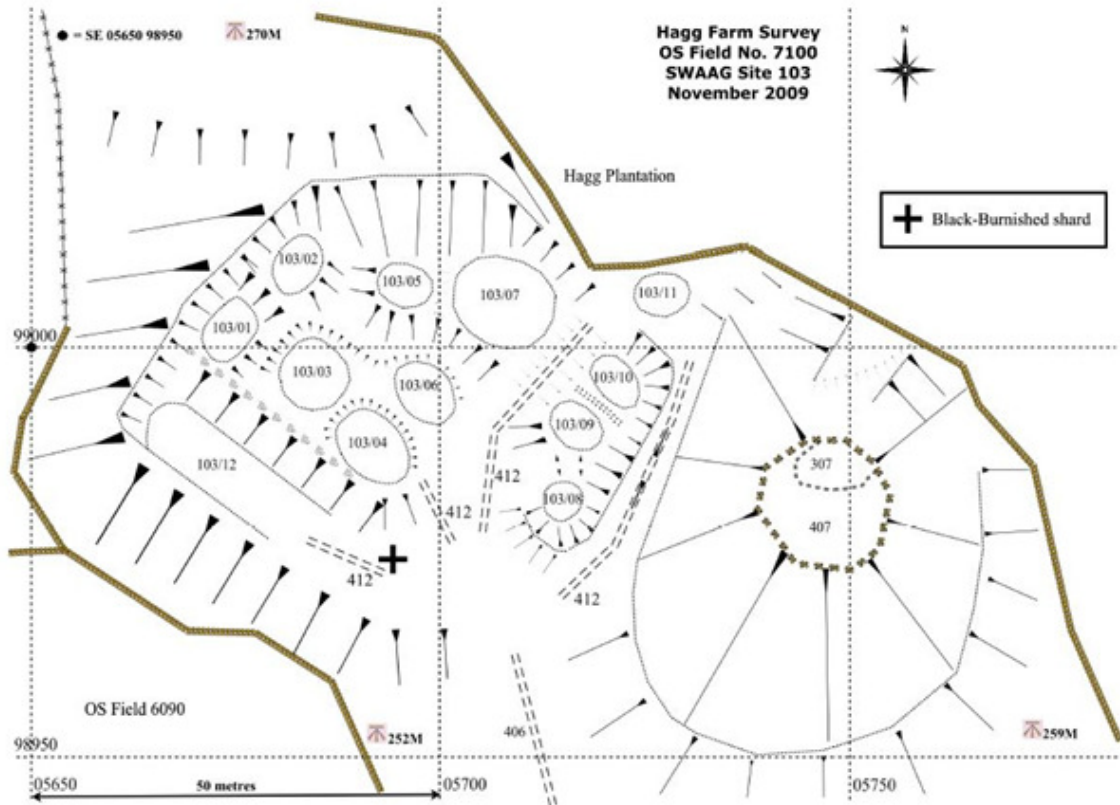 ● = SE 05650 98950
270M
Hagg Farm Survey
OS Field No. 7100
SWAAG Site 103
November 2009
N
Hagg Plantation
Black-Burnished shard
103/02
103/05
103/07
103/11
103/01
99000
103/03
103/06
103/10
103/04
103/09
103/12
307
412
103/08
412
407
412
412
OS Field 6090
406
252M
259M
98950
05650
50 metres
05700
05750